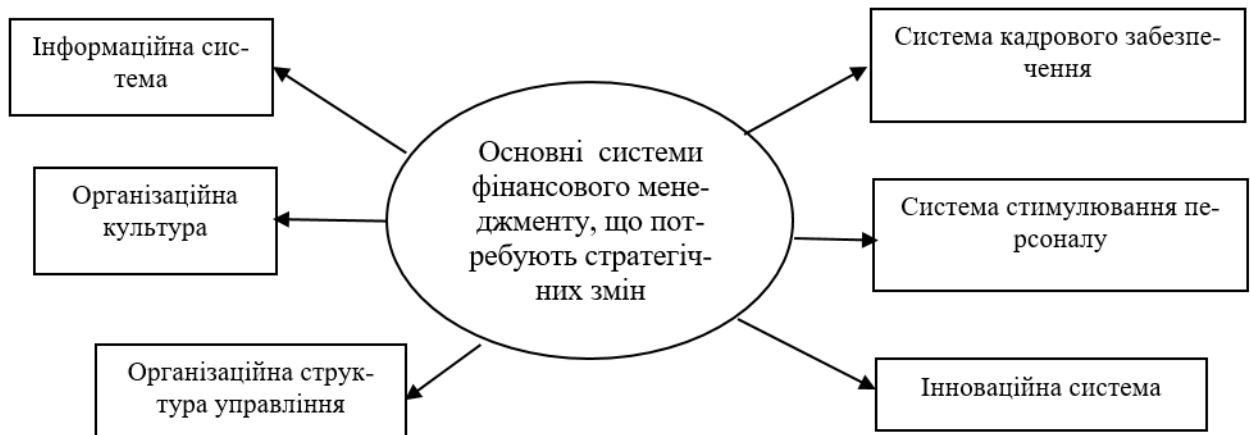 Інформаційна сис-
тема
Система кадрового забезпе-
чення
Основні системи
фінансового мене-
джменту, що пот-
ребують стратегіч-
них змін
Організаційна
культура
Система стимулювання пе-
рсоналу
Організаційна струк-
тура управління
Інноваційна система